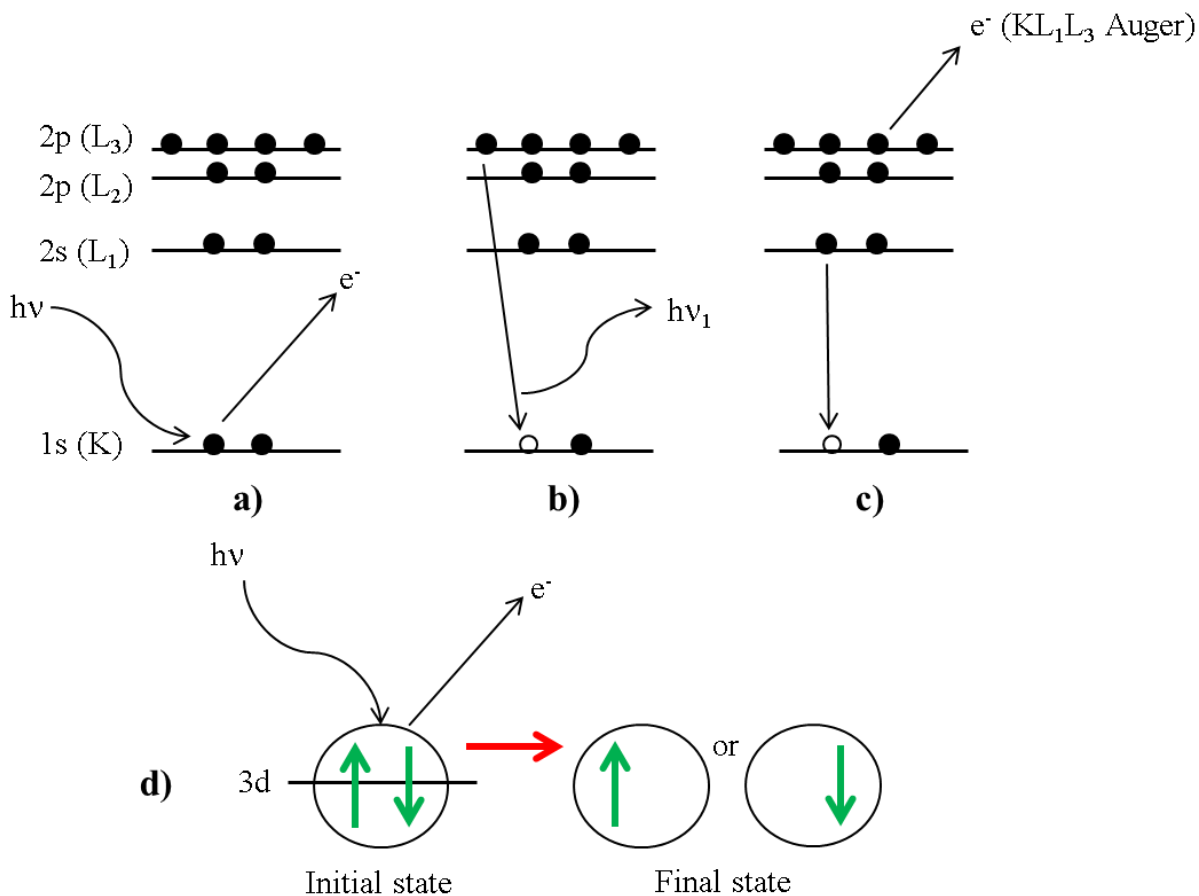 e⁻ (KL₁L₃ Auger)
2p (L₃)
2p (L₂)
2s (L₁)
hν
e⁻
hν₁
1s (K)
a)
b)
c)
hν
e⁻
or
d)
3d
Initial state
Final state